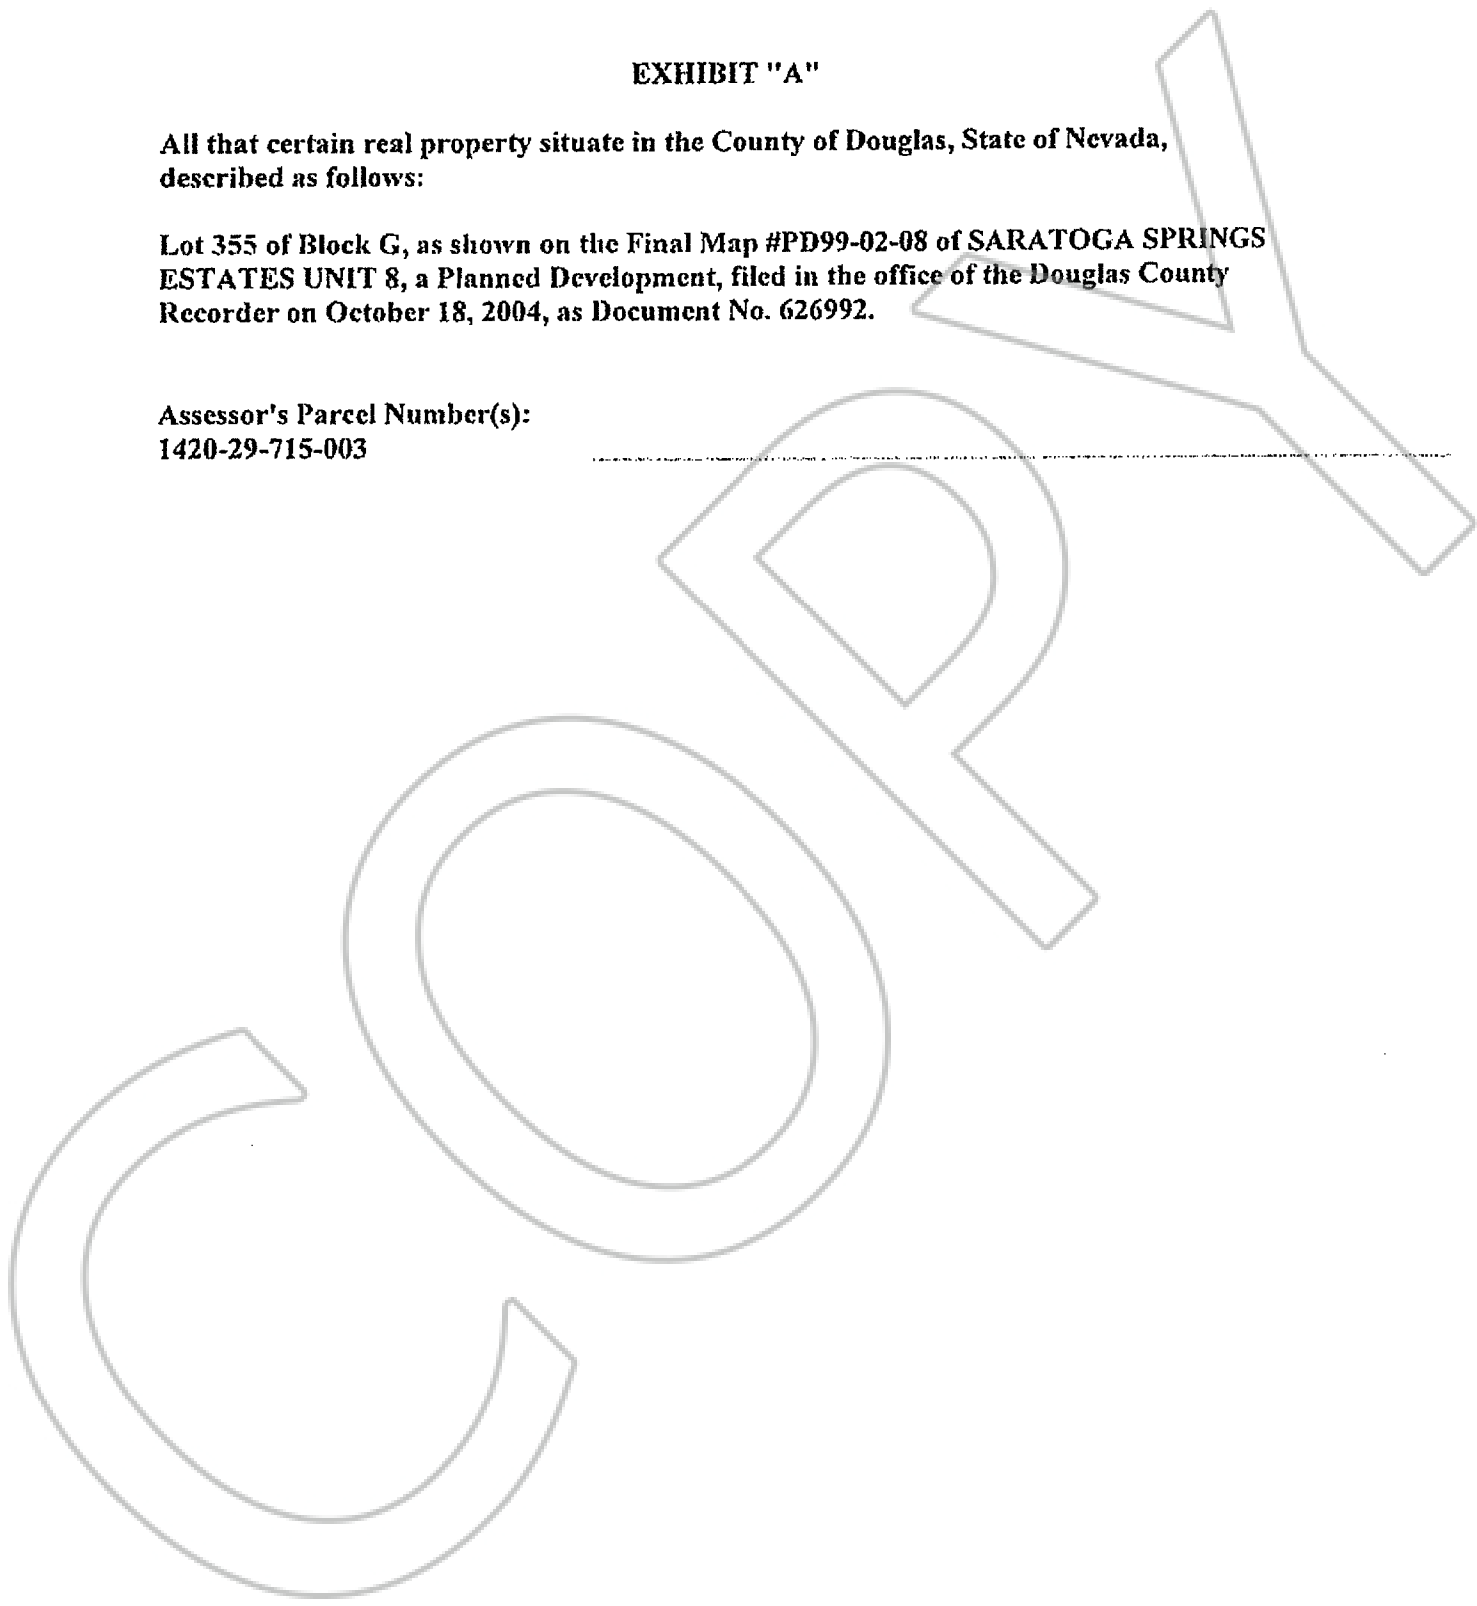 EXHIBIT "A"
All that certain real property situate in the County of Douglas, State of Nevada,
described as follows:
Lot 355 of Block G, as shown on the Final Map #PD99-02-08 of SARATOGA SPRINGS
ESTATES UNIT 8, a Planned Development, filed in the office of the Douglas County
Recorder on October 18, 2004, as Document No. 626992.
Assessor's Parcel Number(s):
1420-29-715-003
COPY